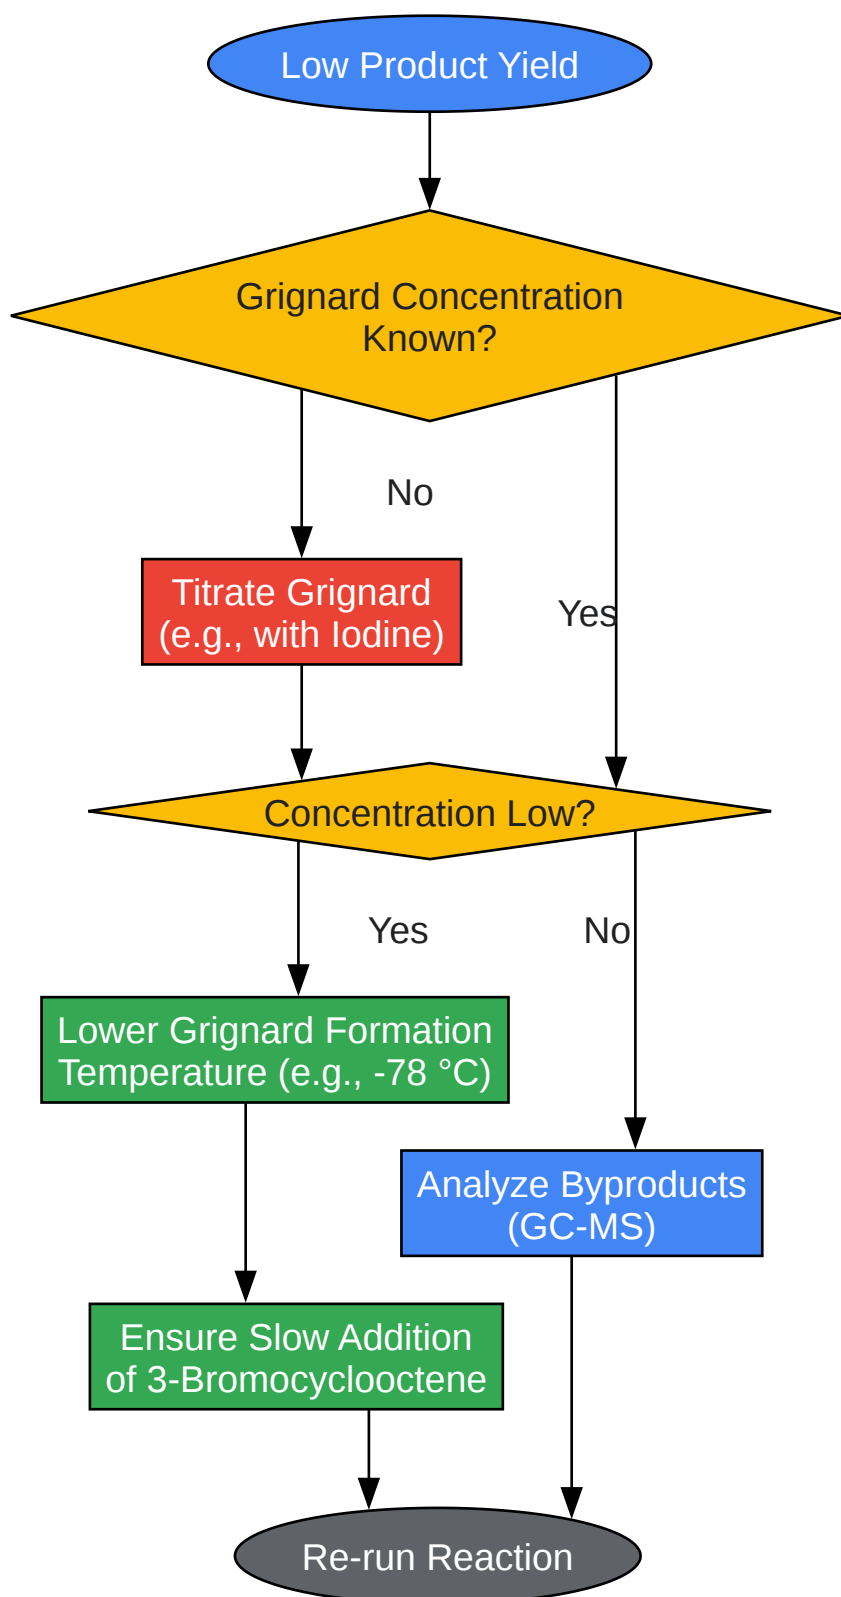 Low Product Yield
Grignard Concentration
Known?
No
Titrate Grignard
(e.g., with Iodine)
Yes
Concentration Low?
Yes
No
Lower Grignard Formation
Temperature (e.g., -78 °C)
Analyze Byproducts
(GC-MS)
Ensure Slow Addition
of 3-Bromocyclooctene
Re-run Reaction